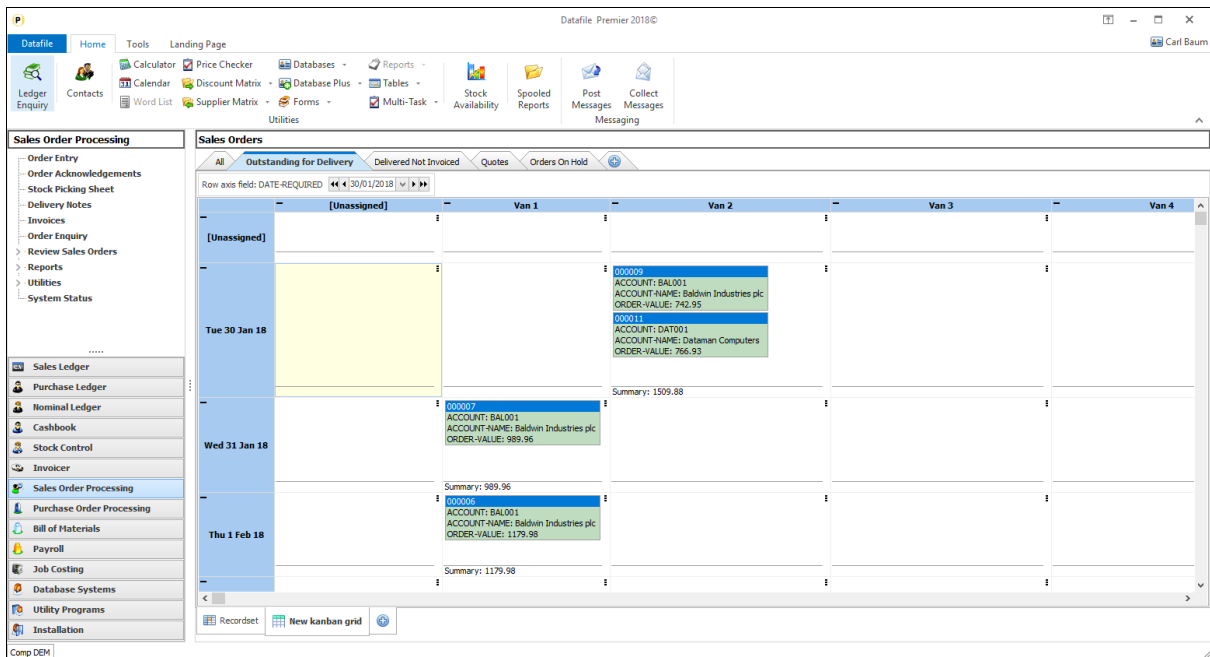 (P)
Datafile Premier 2018©
Datafile Home Tools Landing Page
Carl Baum
Ledger Enquiry
Contacts
Calculator
Calendar
Word List
Price Checker
Discount Matrix
Supplier Matrix
Databases
Database Plus
Forms
Reports
Tables
Multi-Task
Utilities
Stock Availability
Spooled Reports
Post Messages
Collect Messages
Messaging
Sales Order Processing
Order Entry
Order Acknowledgements
Stock Picking Sheet
Delivery Notes
Invoices
Order Enquiry
Review Sales Orders
Reports
Utilities
System Status
Sales Ledger
Purchase Ledger
Nominal Ledger
Cashbook
Stock Control
Invoicer
Sales Order Processing
Purchase Order Processing
Bill of Materials
Payroll
Job Costing
Database Systems
Utility Programs
Installation
Sales Orders
All Outstanding for Delivery Delivered Not Invoiced Quotes Orders On Hold
Row axis field: DATE-REQUIRED 30/01/2018
[Unassigned] Van 1 Van 2 Van 3 Van 4
[Unassigned]
Tue 30 Jan 18
000009
ACCOUNT: BAL001
ACCOUNT-NAME: Baldwin Industries plc
ORDER-VALUE: 742.95
000011
ACCOUNT: DAT001
ACCOUNT-NAME: Dataman Computers
ORDER-VALUE: 766.93
Summary: 1509.88
Wed 31 Jan 18
000007
ACCOUNT: BAL001
ACCOUNT-NAME: Baldwin Industries plc
ORDER-VALUE: 989.96
Summary: 989.96
Thu 1 Feb 18
000006
ACCOUNT: BAL001
ACCOUNT-NAME: Baldwin Industries plc
ORDER-VALUE: 1179.98
Summary: 1179.98
Recordset New kanban grid
Comp DEM